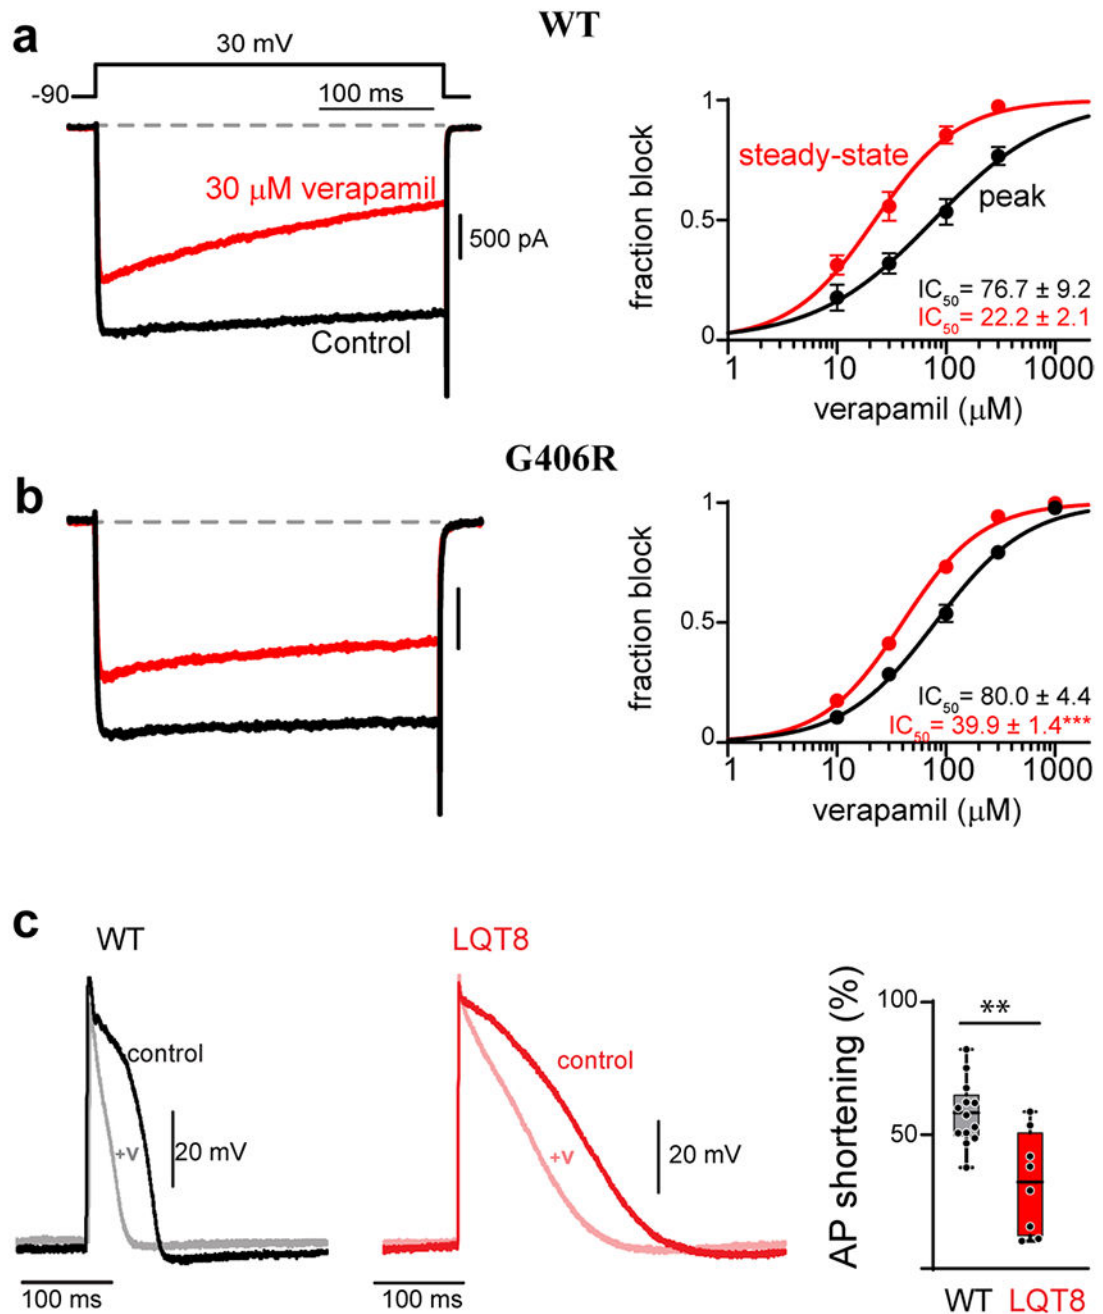 WT
a
30 mV
-90
100 ms
30 μM verapamil
500 pA
Control
fraction block
1
0.5
0
steady-state
peak
IC50= 76.7 ± 9.2
IC50= 22.2 ± 2.1
1 10 100 1000
verapamil (μM)
G406R
b
fraction block
1
0.5
0
IC50= 80.0 ± 4.4
IC50= 39.9 ± 1.4***
1 10 100 1000
verapamil (μM)
c
WT
control
+v
20 mV
100 ms
LQT8
control
+v
20 mV
100 ms
AP shortening (%)
100
50
**
WT LQT8